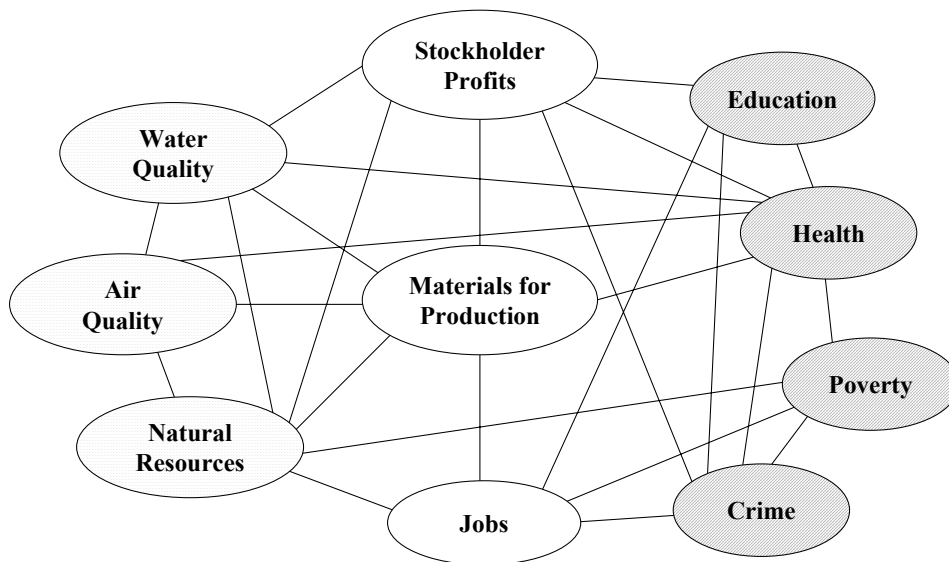 Stockholder
Profits
Education
Water
Quality
Health
Air
Quality
Materials for
Production
Poverty
Natural
Resources
Jobs
Crime